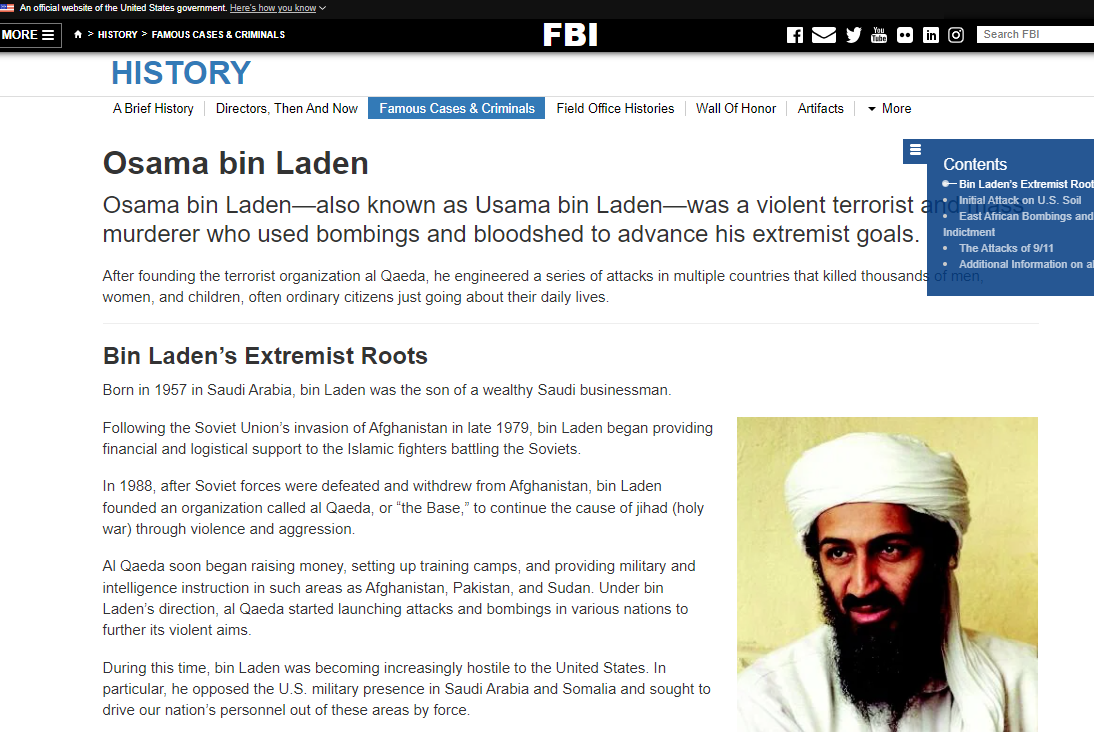 An official website of the United States government. Here's how you know
MORE
> HISTORY > FAMOUS CASES & CRIMINALS
FBI
You Tube
in
Search FBI
HISTORY
A Brief History
Directors, Then And Now
Famous Cases & Criminals
Field Office Histories
Wall Of Honor
Artifacts
More
Osama bin Laden
Osama bin Laden—also known as Usama bin Laden—was a violent terrorist and mass
murderer who used bombings and bloodshed to advance his extremist goals.
After founding the terrorist organization al Qaeda, he engineered a series of attacks in multiple countries that killed thousands of men,
women, and children, often ordinary citizens just going about their daily lives.
Contents
Bin Laden's Extremist Root
Initial Attack on U.S. Soil
East African Bombings and
Indictment
The Attacks of 9/11
Additional Information on al
Bin Laden’s Extremist Roots
Born in 1957 in Saudi Arabia, bin Laden was the son of a wealthy Saudi businessman.
Following the Soviet Union’s invasion of Afghanistan in late 1979, bin Laden began providing
financial and logistical support to the Islamic fighters battling the Soviets.
In 1988, after Soviet forces were defeated and withdrew from Afghanistan, bin Laden
founded an organization called al Qaeda, or “the Base,” to continue the cause of jihad (holy
war) through violence and aggression.
Al Qaeda soon began raising money, setting up training camps, and providing military and
intelligence instruction in such areas as Afghanistan, Pakistan, and Sudan. Under bin
Laden’s direction, al Qaeda started launching attacks and bombings in various nations to
further its violent aims.
During this time, bin Laden was becoming increasingly hostile to the United States. In
particular, he opposed the U.S. military presence in Saudi Arabia and Somalia and sought to
drive our nation’s personnel out of these areas by force.